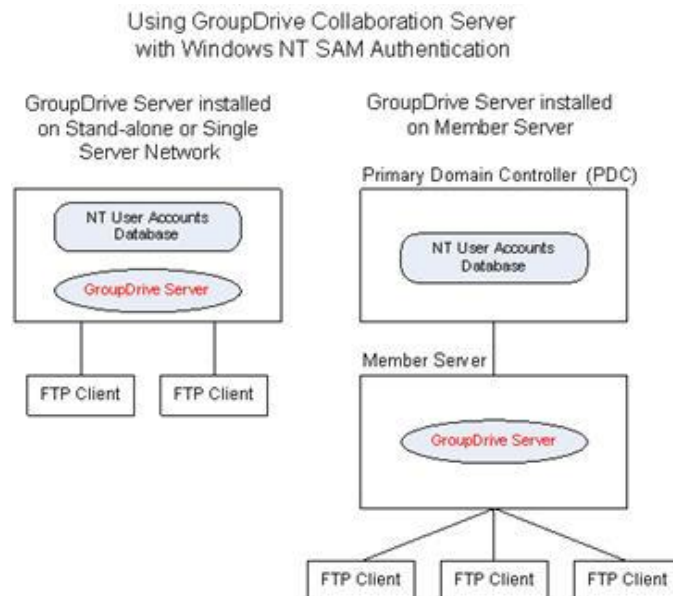 Using GroupDrive Collaboration Server
with Windows NT SAM Authentication
GroupDrive Server installed
on Stand-alone or Single
Server Network
NT User Accounts
Database
GroupDrive Server
FTP Client
FTP Client
GroupDrive Server installed
on Member Server
Primary Domain Controller (PDC)
NT User Accounts
Database
Member Server
GroupDrive Server
FTP Client
FTP Client
FTP Client